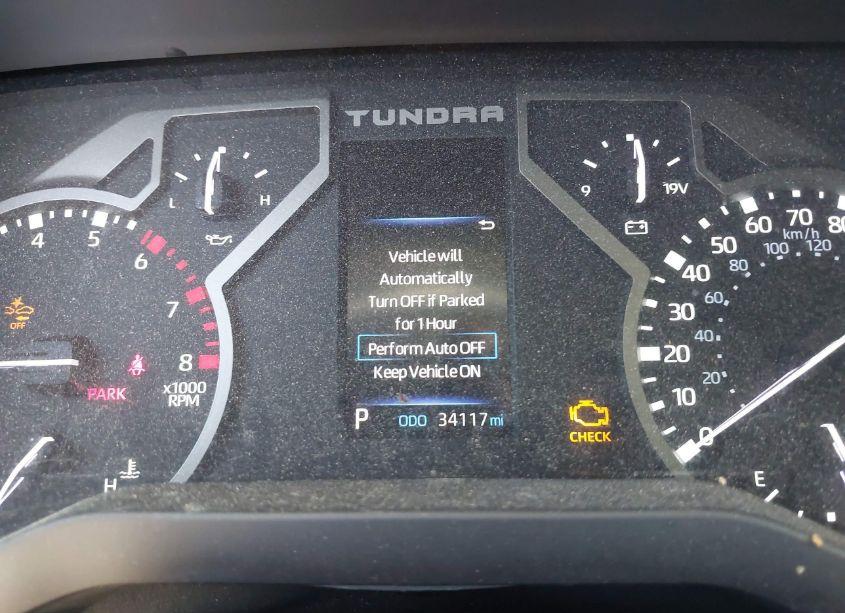 TUNDRA
L
H
9
19V
4
5
6
7
8
x1000
RPM
OFF
PARK
H
Vehicle will
Automatically
Turn OFF if Parked
for 1 Hour
Perform Auto OFF
Keep Vehicle ON
P ODO 34117 mi
CHECK
80
70
60
50
40
30
20
10
0
km/h
120
100
80
60
40
20
E